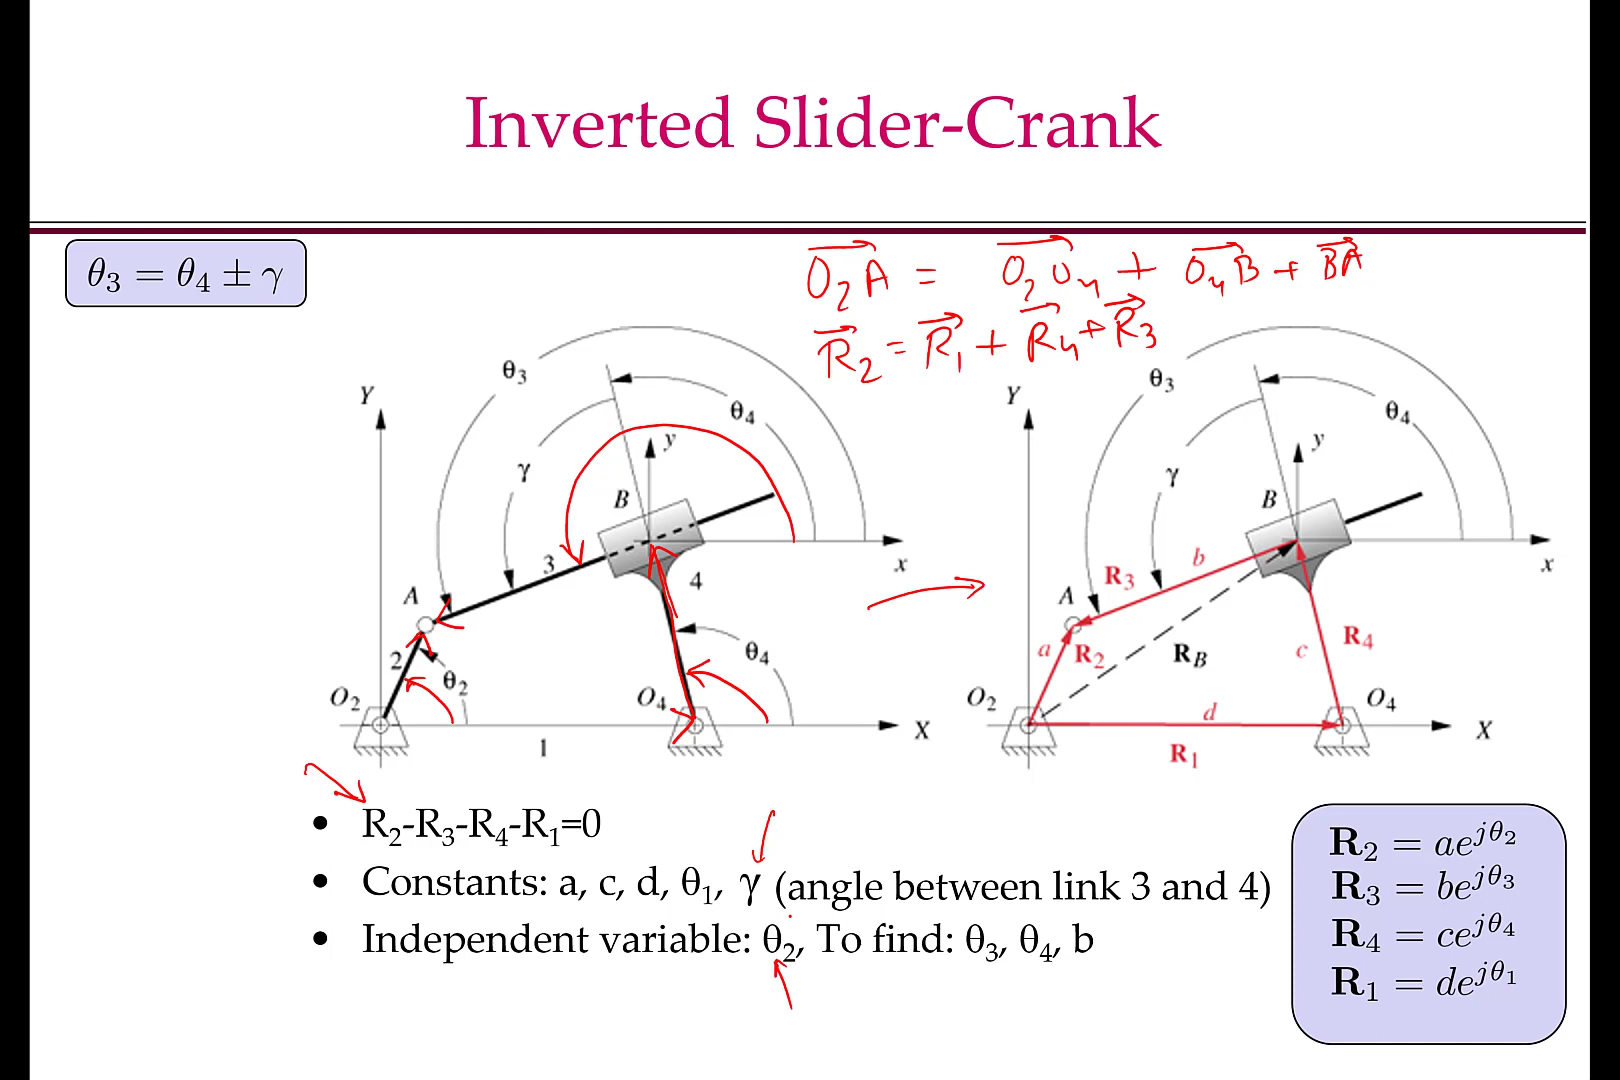 Inverted Slider-Crank
θ₃ = θ₄ ± γ
O₂A = O₂O₄ + O₄B + BA
R₂ = R₁ + R₄ + R₃
θ₃
θ₄
Y
y
γ
B
3
x
4
A
2
θ₂
θ₄
O₂
O₄
X
1
θ₃
θ₄
Y
y
γ
B
b
x
R₃
A
a
R₂
R_B
c
R₄
O₂
O₄
d
X
R₁
• R₂-R₃-R₄-R₁=0
• Constants: a, c, d, θ₁, γ (angle between link 3 and 4)
• Independent variable: θ₂, To find: θ₃, θ₄, b
R₂ = ae^{jθ₂}
R₃ = be^{jθ₃}
R₄ = ce^{jθ₄}
R₁ = de^{jθ₁}